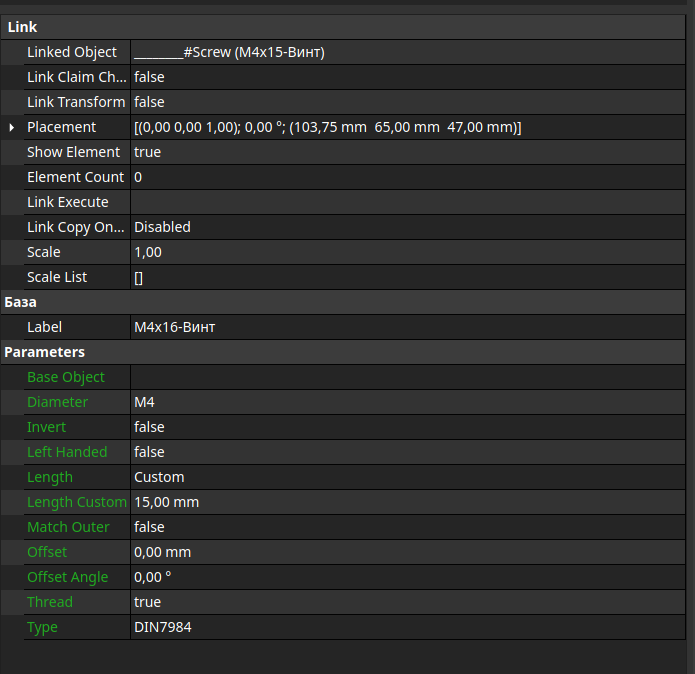 Link
Linked Object ________#Screw (M4x15-Винт)
Link Claim Ch... false
Link Transform false
Placement [(0,00 0,00 1,00); 0,00 °; (103,75 mm 65,00 mm 47,00 mm)]
Show Element true
Element Count 0
Link Execute
Link Copy On... Disabled
Scale 1,00
Scale List []
База
Label M4x16-Винт
Parameters
Base Object
Diameter M4
Invert false
Left Handed false
Length Custom
Length Custom 15,00 mm
Match Outer false
Offset 0,00 mm
Offset Angle 0,00 °
Thread true
Type DIN7984